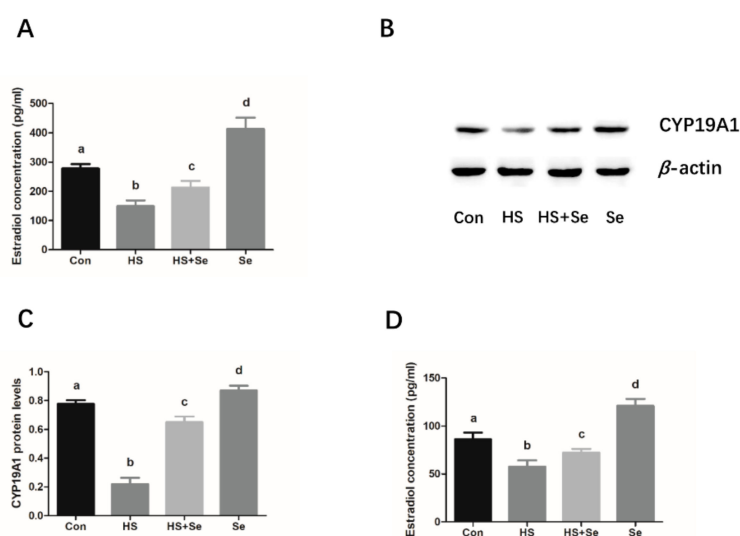 A
Estradiol concentration (pg/ml)
500
400
300
200
100
0
a
b
c
d
Con HS HS+Se Se
B
CYP19A1
β-actin
Con HS HS+Se Se
C
CYP19A1 protein levels
1.0
0.8
0.6
0.4
0.2
0.0
a
b
c
d
Con HS HS+Se Se
D
Estradiol concentration (pg/ml)
150
100
50
0
a
b
c
d
Con HS HS+Se Se